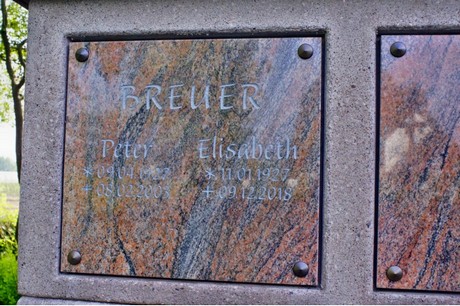 BREUER
Peter Elisabeth
* 11.01.1927
+ 09.12.2018